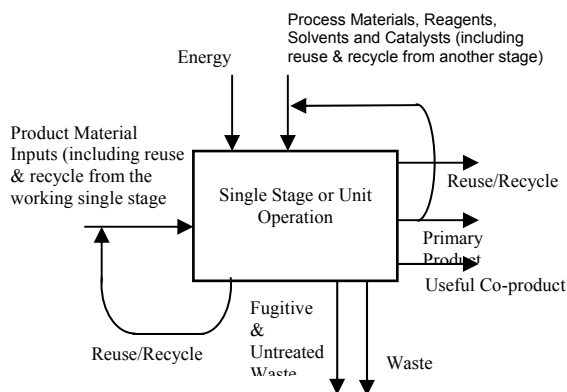 Process Materials, Reagents,
Solvents and Catalysts (including
reuse & recycle from another stage)
Energy
Product Material
Inputs (including reuse
& recycle from the
working single stage
Single Stage or Unit
Operation
Reuse/Recycle
Primary
Product
Useful Co-product
Fugitive
&
Untreated
Waste
Reuse/Recycle
Waste